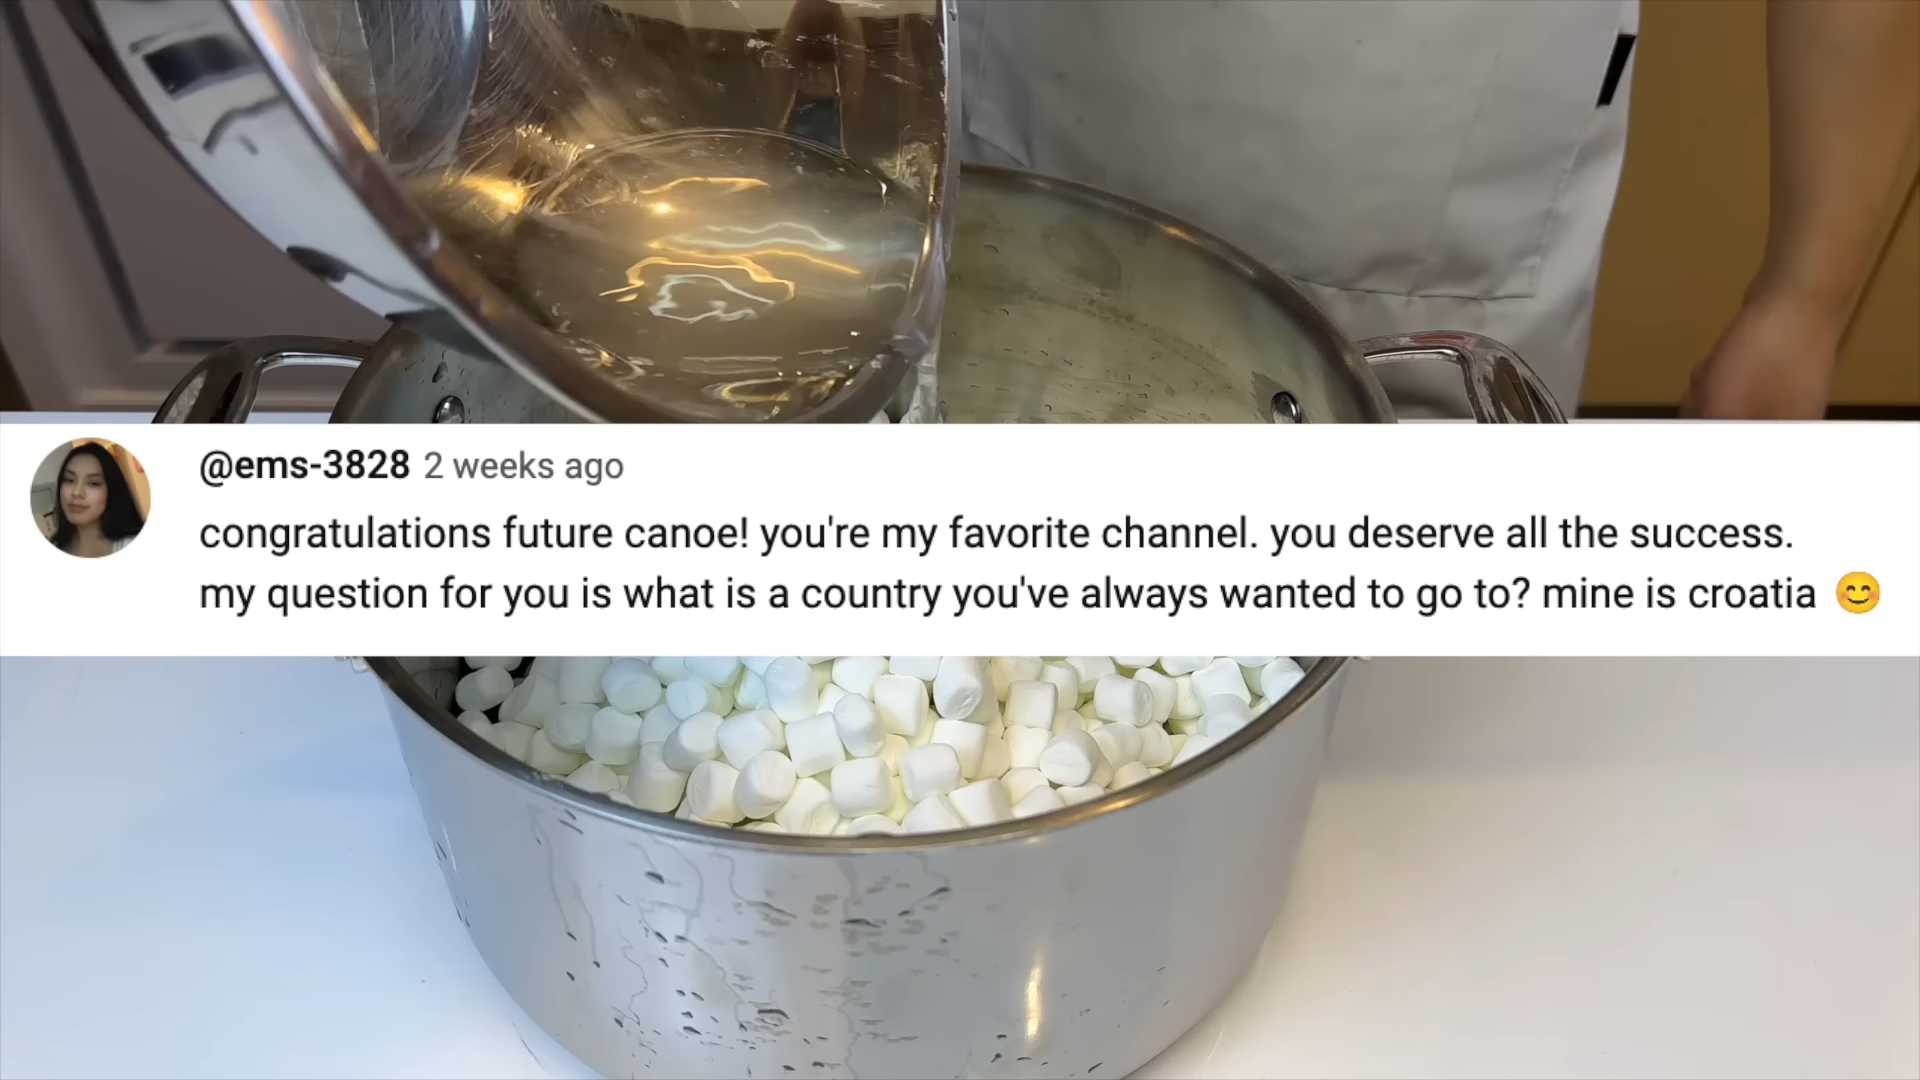 @ems-3828 2 weeks ago
congratulations future canoe! you're my favorite channel. you deserve all the success.
my question for you is what is a country you've always wanted to go to? mine is croatia 😊